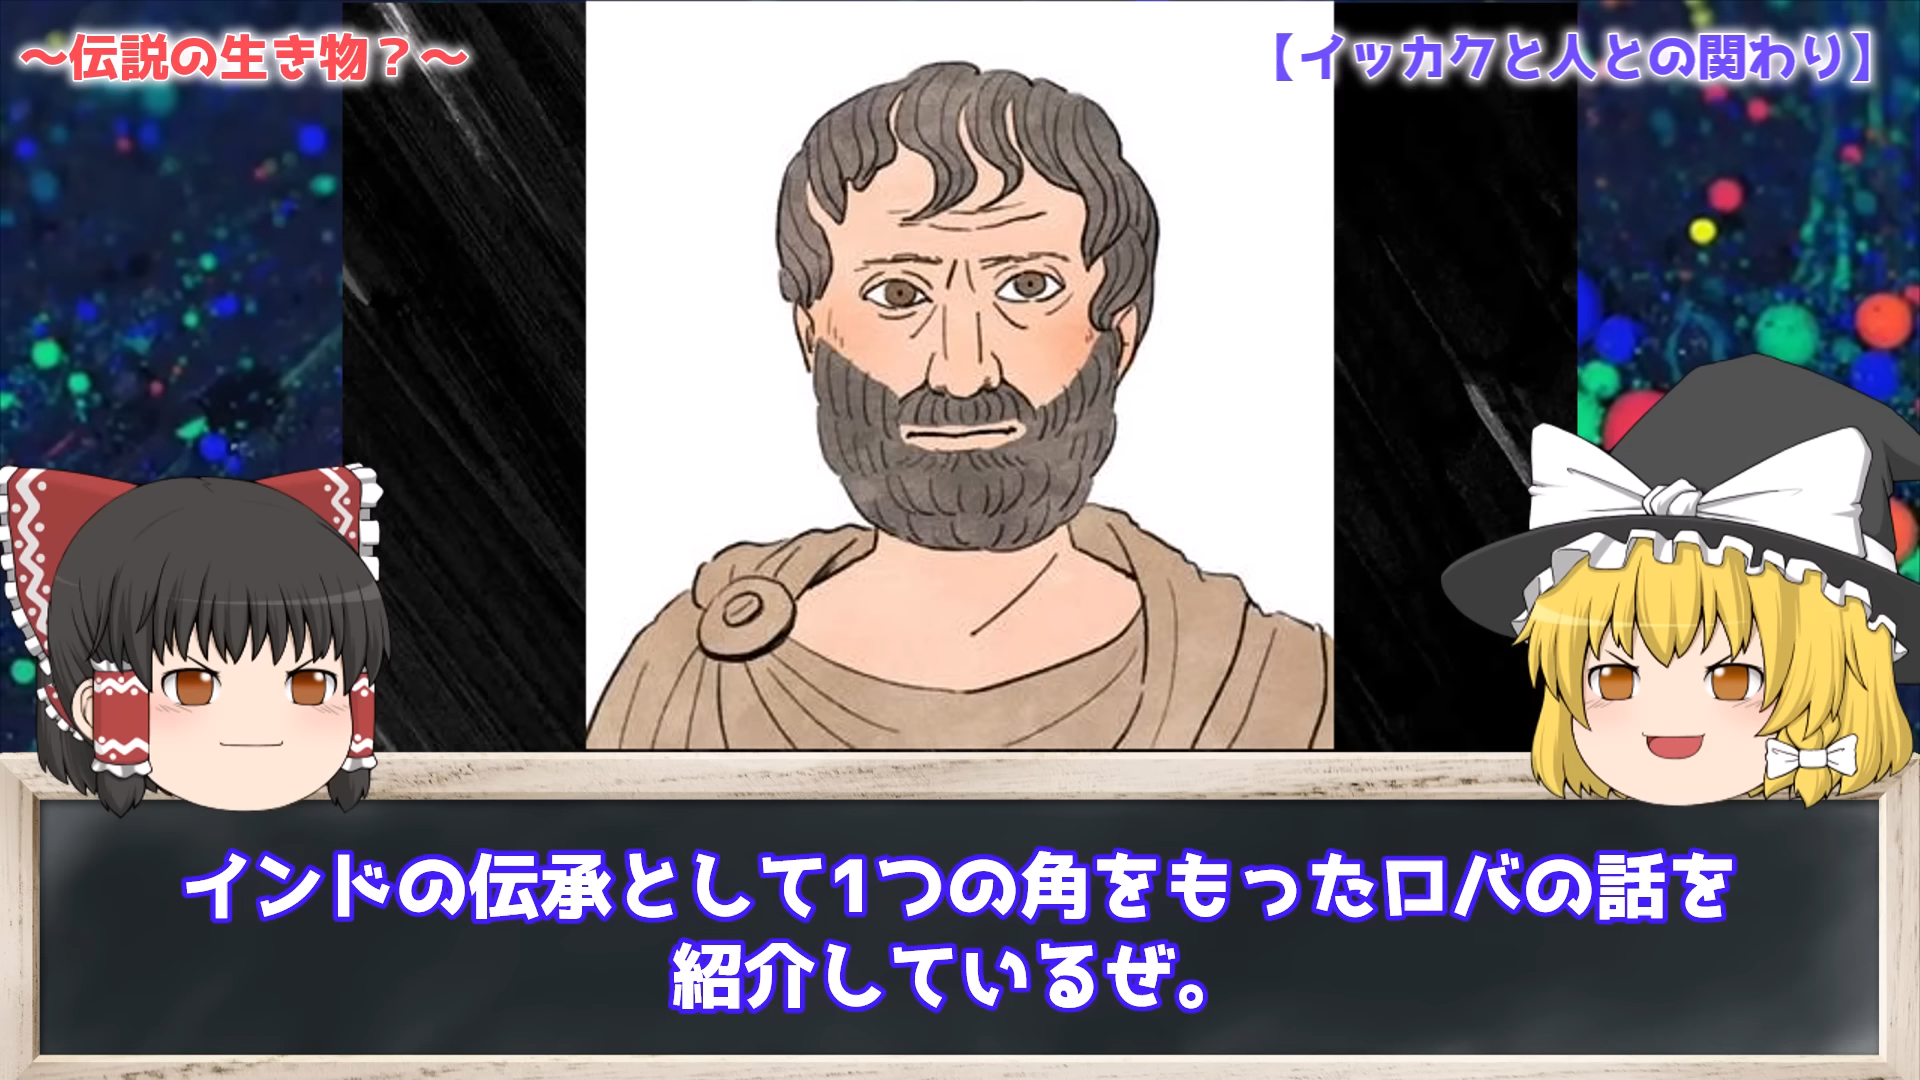 ～伝説の生き物？～
【イッカクと人との関わり】
インドの伝承として1つの角をもったロバの話を
紹介しているぜ。